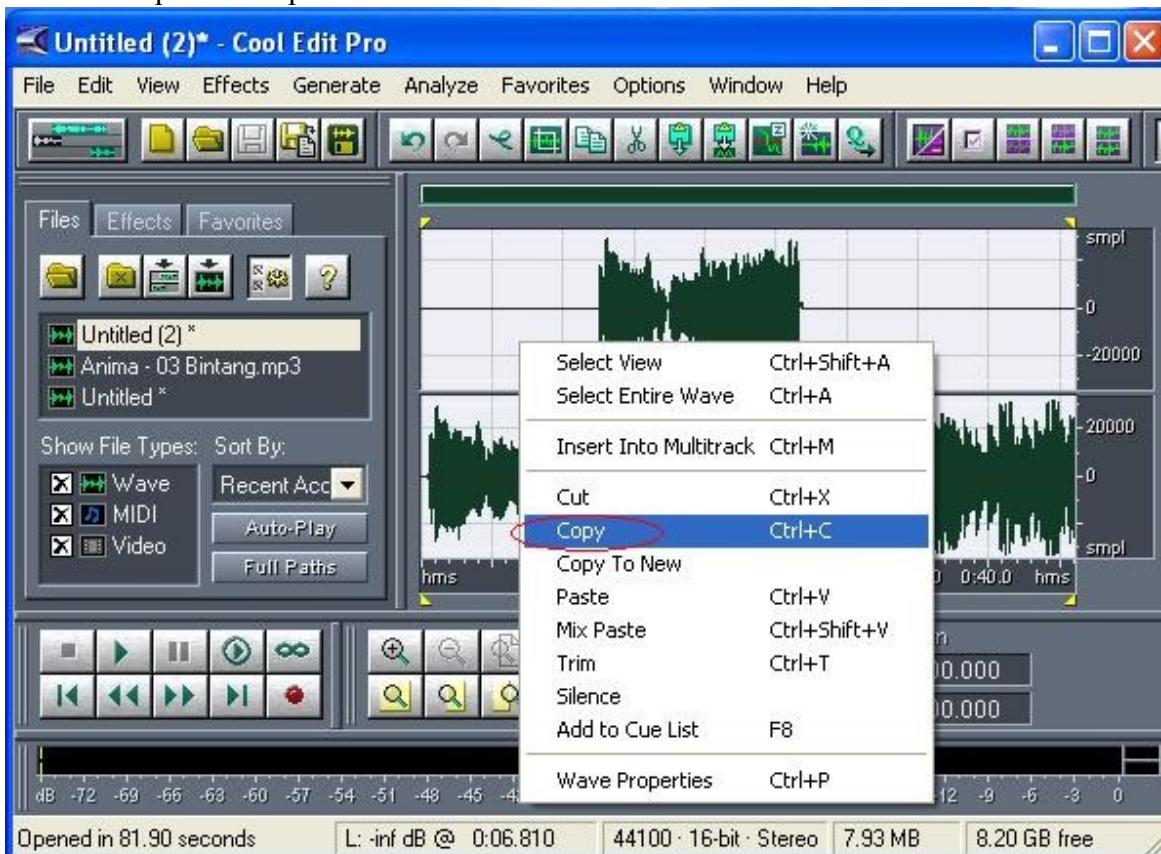 Untitled (2)* - Cool Edit Pro
File Edit View Effects Generate Analyze Favorites Options Window Help
Files Effects Favorites
Untitled (2) *
Anima - 03 Bintang.mp3
Untitled *
Show File Types: Sort By:
Wave Recent Acc
MIDI Auto-Play
Video Full Paths
smpl
0
-20000
20000
0
smpl
hms 0:40.0 hms
Select View Ctrl+Shift+A
Select Entire Wave Ctrl+A
Insert Into Multitrack Ctrl+M
Cut Ctrl+X
Copy Ctrl+C
Copy To New
Paste Ctrl+V
Mix Paste Ctrl+Shift+V
Trim Ctrl+T
Silence
Add to Cue List F8
Wave Properties Ctrl+P
dB -72 -69 -66 -63 -60 -57 -54 -51 -48 -45 -12 -9 -6 -3 0
Opened in 81.90 seconds L: -inf dB @ 0:06.810 44100 · 16-bit · Stereo 7.93 MB 8.20 GB free